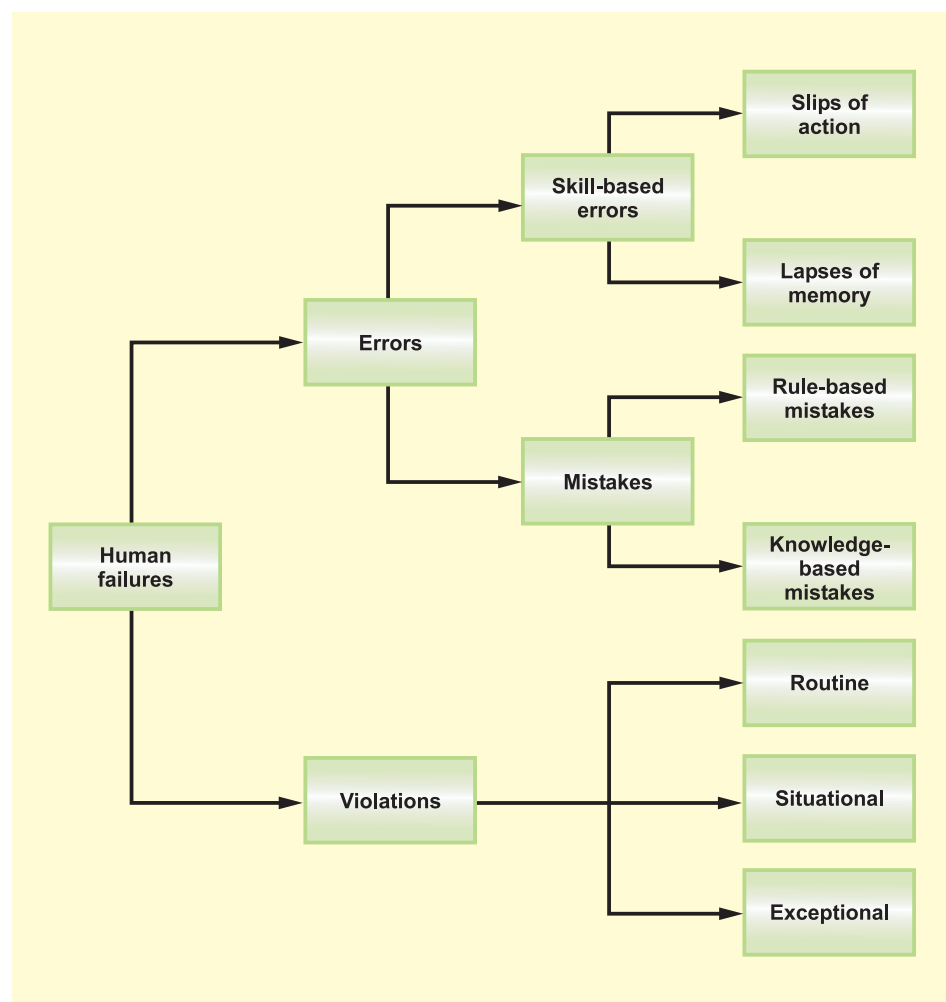 Slips of
action
Skill-based
errors
Lapses of
memory
Errors
Rule-based
mistakes
Mistakes
Human
failures
Knowledge-
based
mistakes
Routine
Violations
Situational
Exceptional